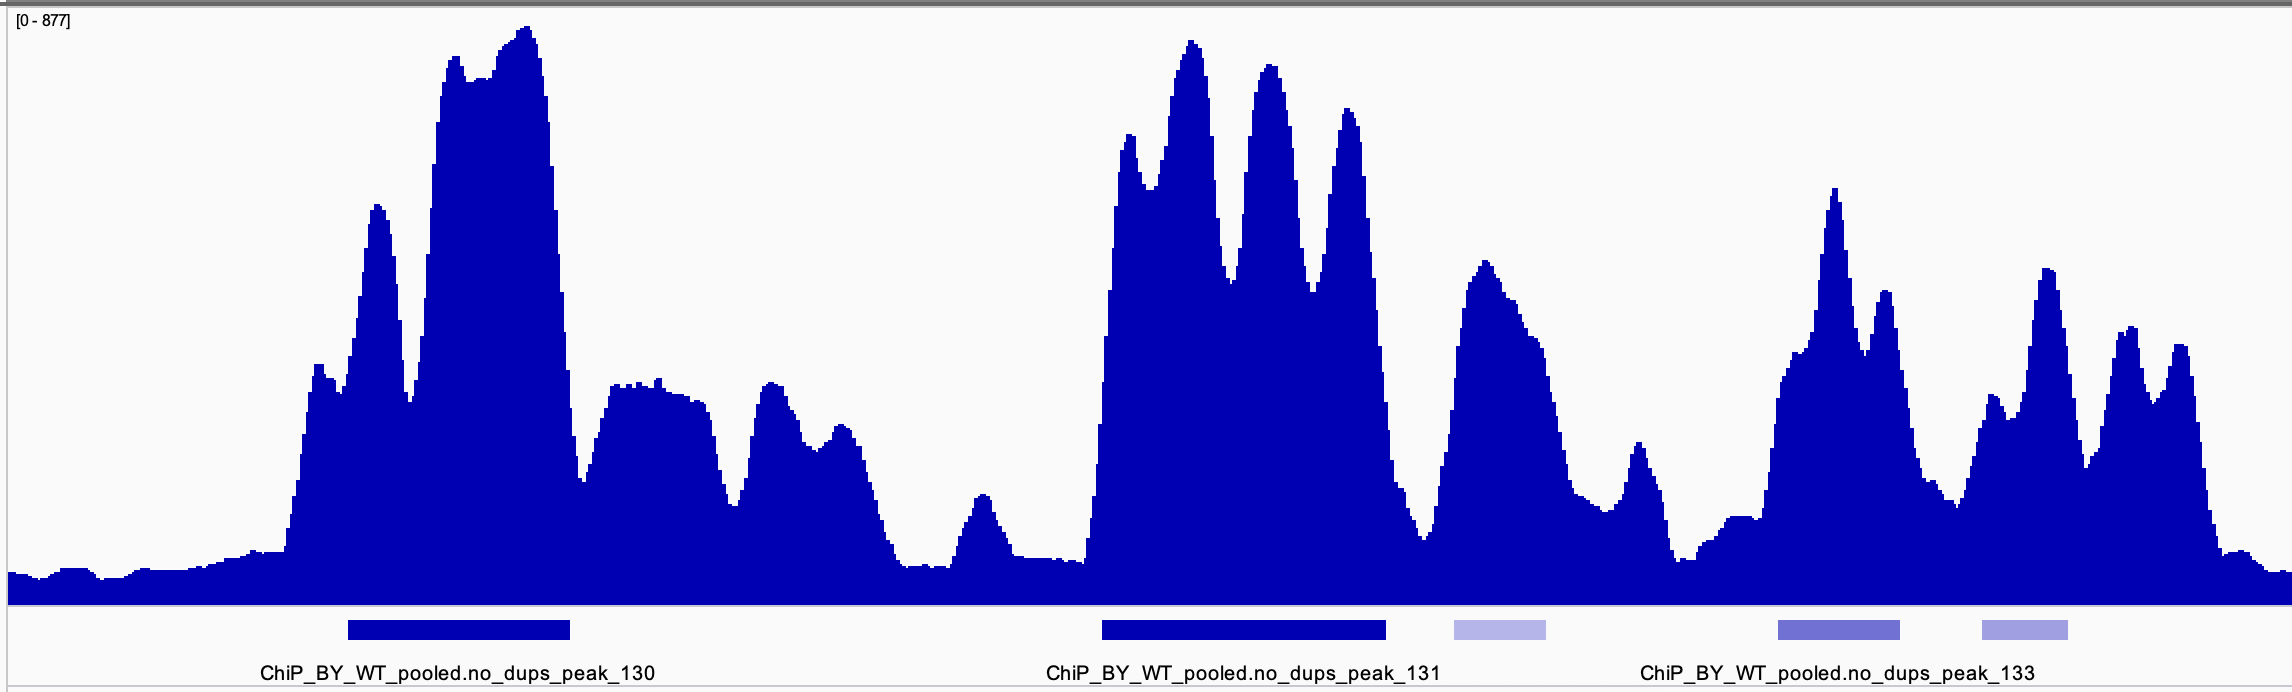 [0 - 877]
ChiP_BY_WT_pooled.no_dups_peak_130
ChiP_BY_WT_pooled.no_dups_peak_131
ChiP_BY_WT_pooled.no_dups_peak_133